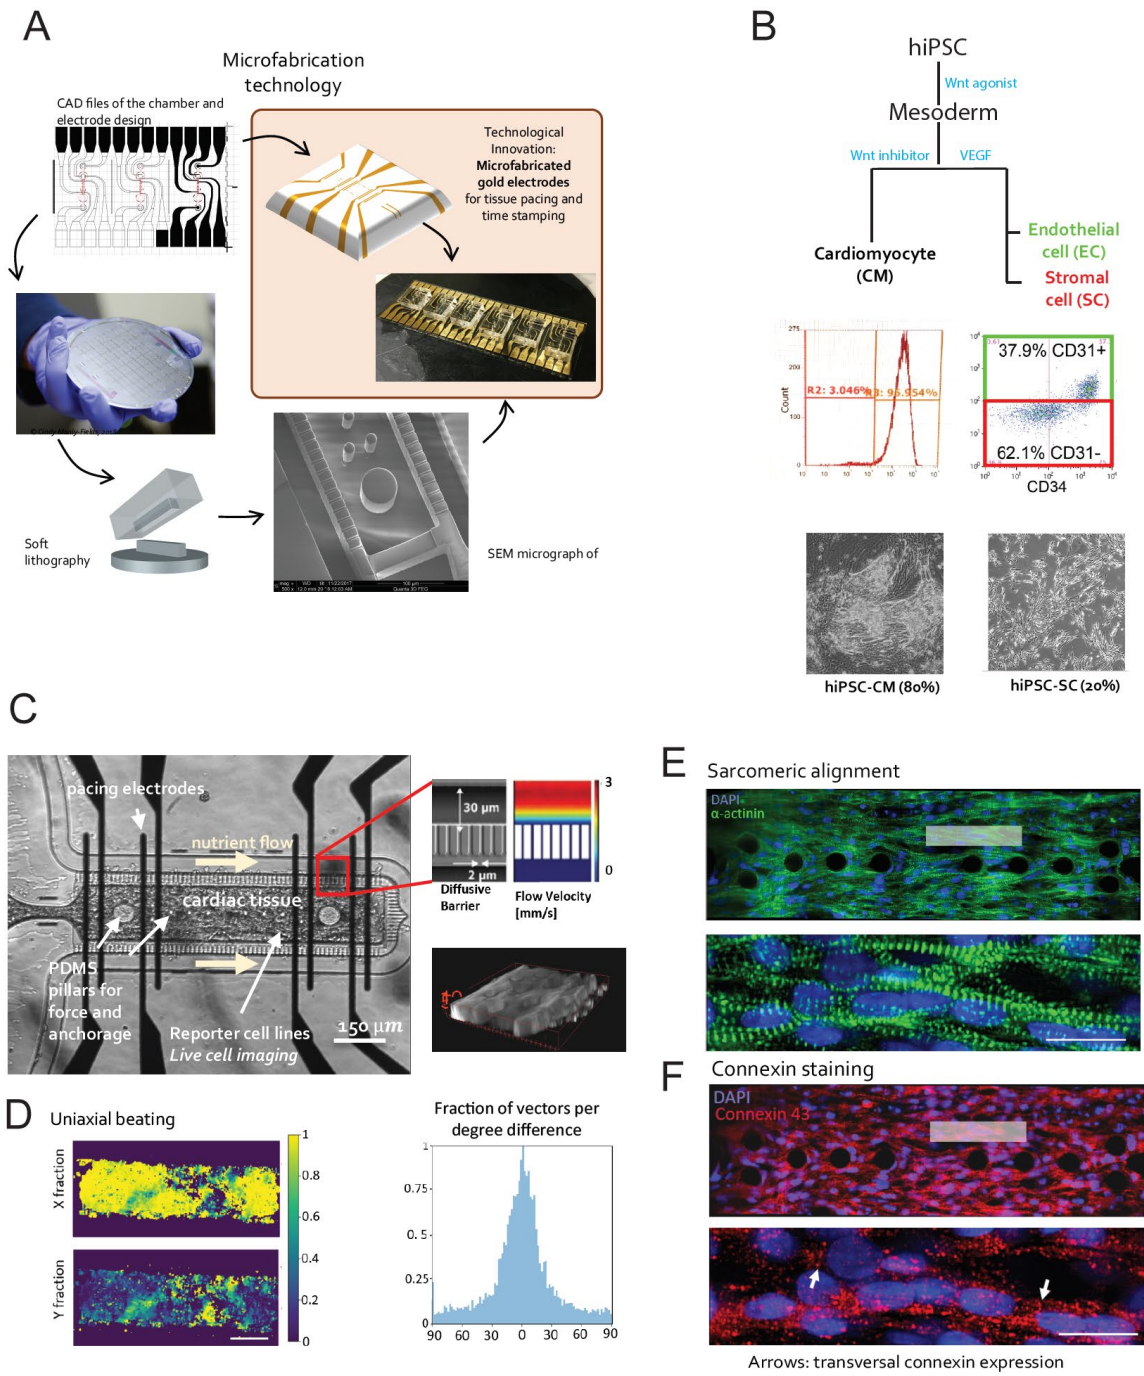 A
Microfabrication
technology
CAD files of the chamber and
electrode design
Technological
Innovation:
Microfabricated
gold electrodes
for tissue pacing and
time stamping
Soft
lithography
SEM micrograph of
B
hiPSC
Wnt agonist
Mesoderm
Wnt inhibitor
VEGF
Cardiomyocyte
(CM)
Endothelial
cell (EC)
Stromal
cell (SC)
275
200
100
0
Count
R2: 3.046%
37.9% CD31+
62.1% CD31-
CD34
hiPSC-CM (80%)
hiPSC-SC (20%)
C
pacing electrodes
nutrient flow
cardiac tissue
PDMS
pillars for
force and
anchorage
Reporter cell lines
Live cell imaging
150 µm
30 µm
2 µm
Diffusive
Barrier
3
0
Flow Velocity
[mm/s]
D
Uniaxial beating
X fraction
Y fraction
1
0.8
0.6
0.4
0.2
0
Fraction of vectors per
degree difference
1
0.75
0.5
0.25
0
90 60 30 0 30 60 90
E
Sarcomeric alignment
DAPI
α-actinin
F
Connexin staining
DAPI
Connexin 43
Arrows: transversal connexin expression